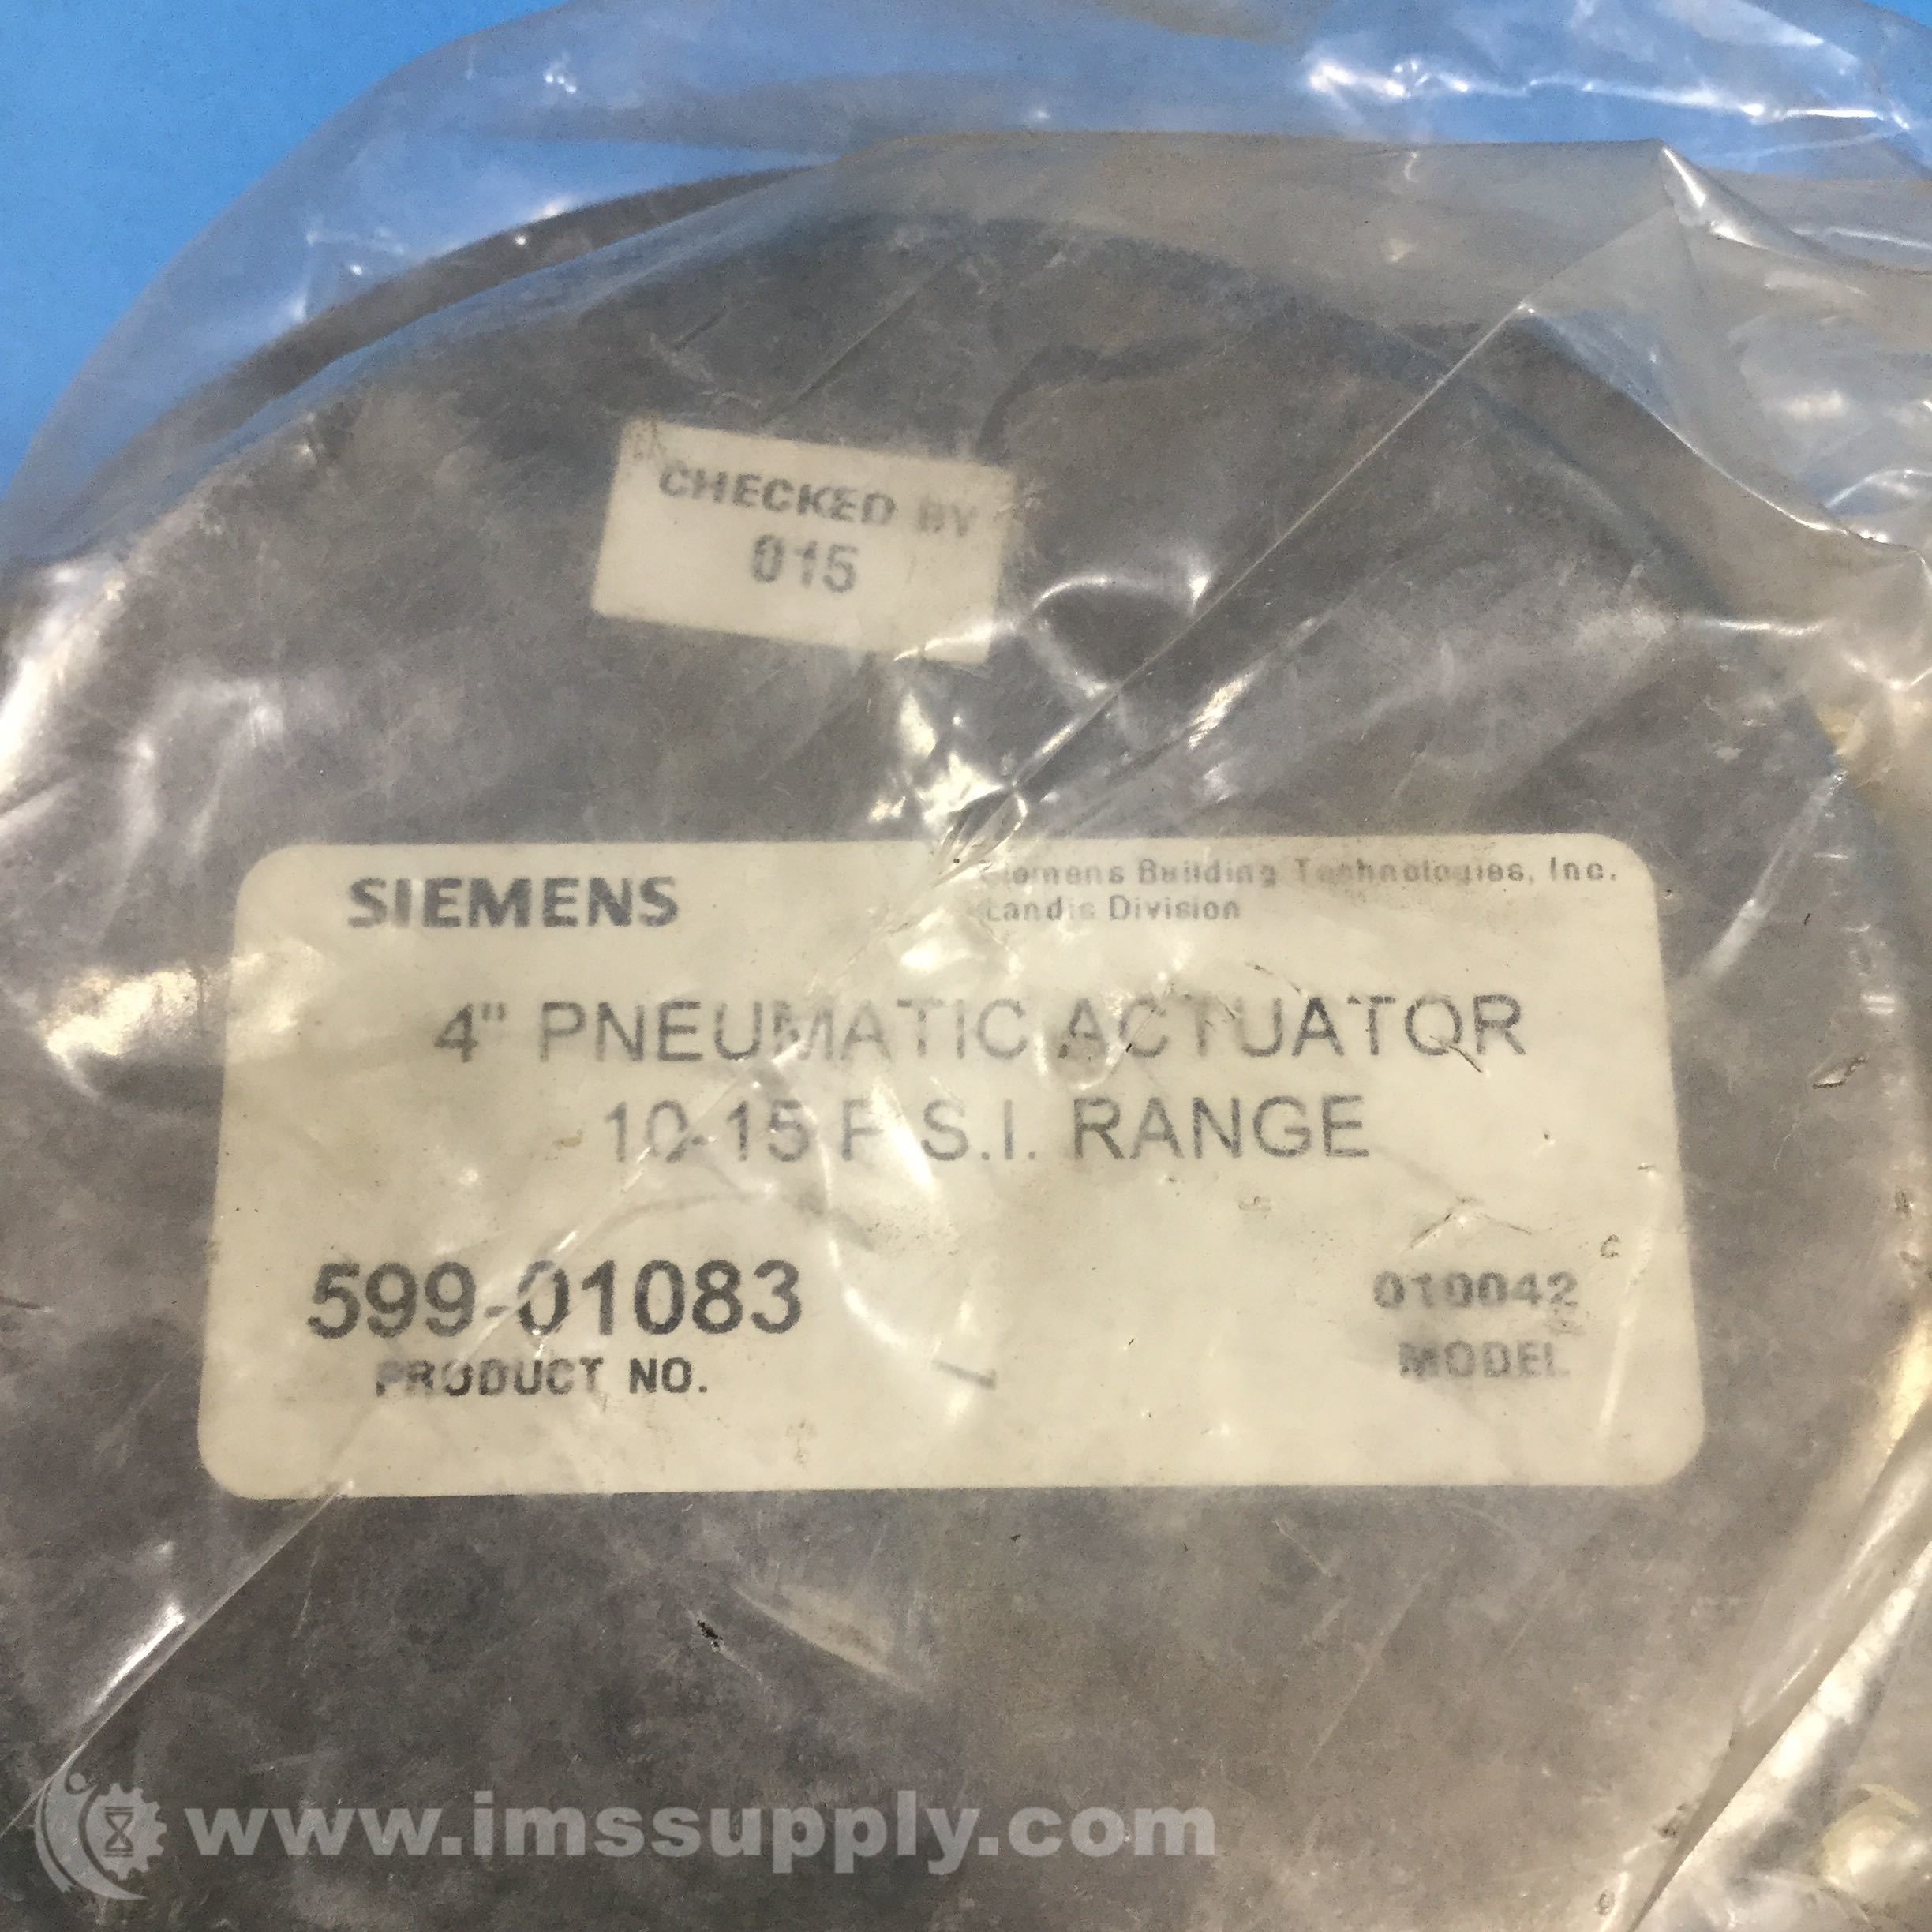 CHECKED BY
015
SIEMENS
Siemens Building Technologies, Inc.
Landis Division
4" PNEUMATIC ACTUATOR
10-15 P.S.I. RANGE
599-01083
PRODUCT NO.
010042
MODEL
www.imssupply.com